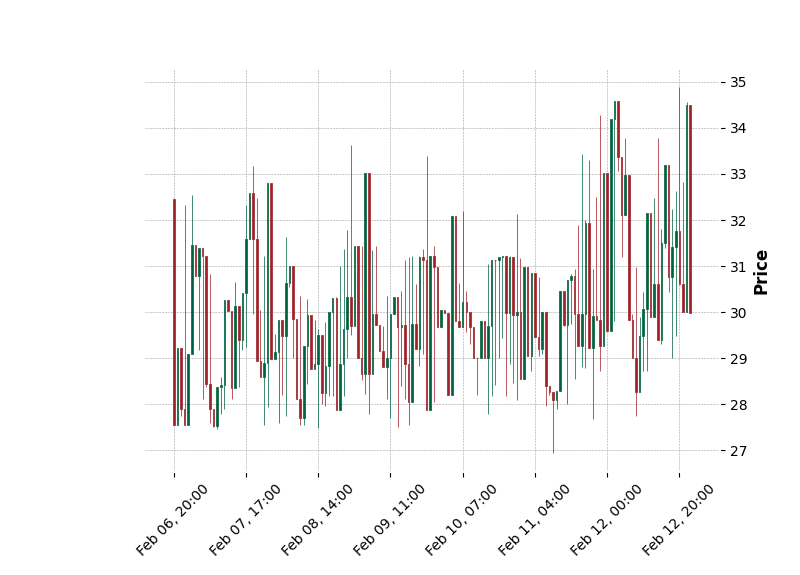 35
34
33
32
31
30
29
28
27
Price
Feb 06, 20:00
Feb 07, 17:00
Feb 08, 14:00
Feb 09, 11:00
Feb 10, 07:00
Feb 11, 04:00
Feb 12, 00:00
Feb 12, 20:00